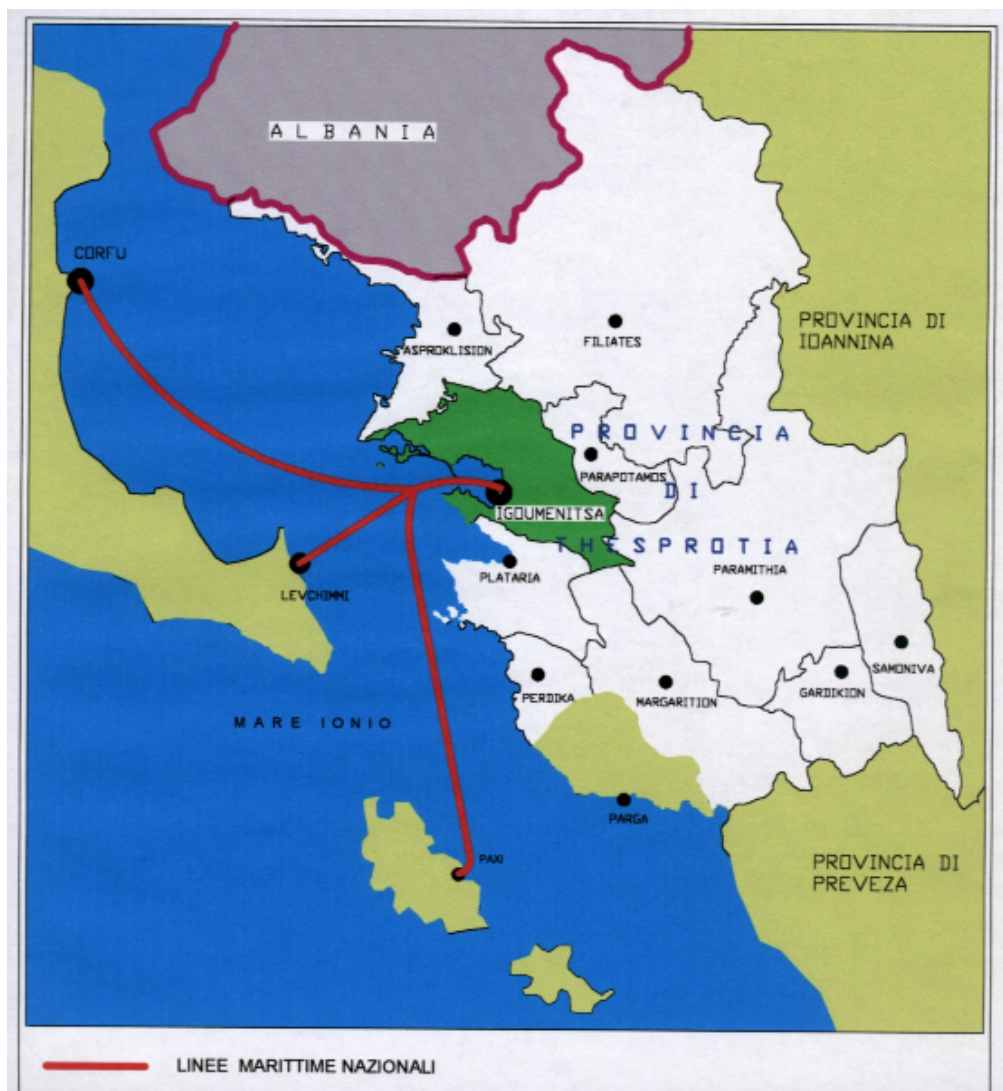 ALBANIA
CORFU
ASPROKLISION
FILIATES
PROVINCIA DI
IOANNINA
PROVINCIA
PARAPOTAMOS
DI
IGOUMENITSA
THESPROTIA
PLATARIA
PARAMITHIA
LEVCHIMMI
SAMONIVA
PERDIKA
MARGARITION
GARDIKION
MARE IONIO
PARGA
PAXI
PROVINCIA DI
PREVEZA
LINEE MARITTIME NAZIONALI